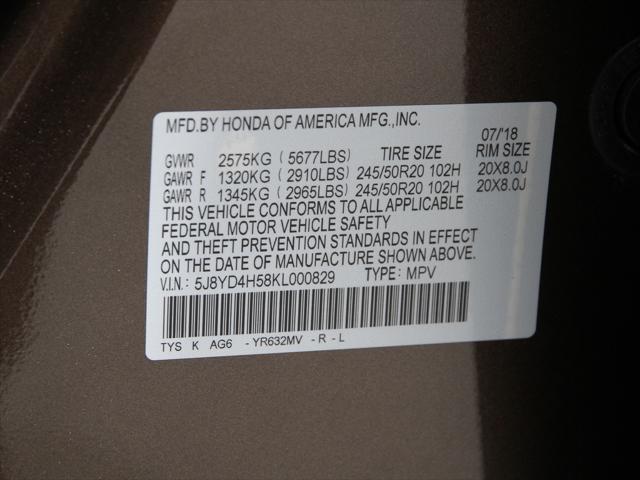 MFD.BY HONDA OF AMERICA MFG.,INC.
07/'18
GVWR 2575KG ( 5677LBS) TIRE SIZE RIM SIZE
GAWR F 1320KG ( 2910LBS) 245/50R20 102H 20X8.0J
GAWR R 1345KG ( 2965LBS) 245/50R20 102H 20X8.0J
THIS VEHICLE CONFORMS TO ALL APPLICABLE
FEDERAL MOTOR VEHICLE SAFETY
AND THEFT PREVENTION STANDARDS IN EFFECT
ON THE DATE OF MANUFACTURE SHOWN ABOVE.
V.I.N.: 5J8YD4H58KL000829 TYPE: MPV
TYS K AG6 -YR632MV -R-L